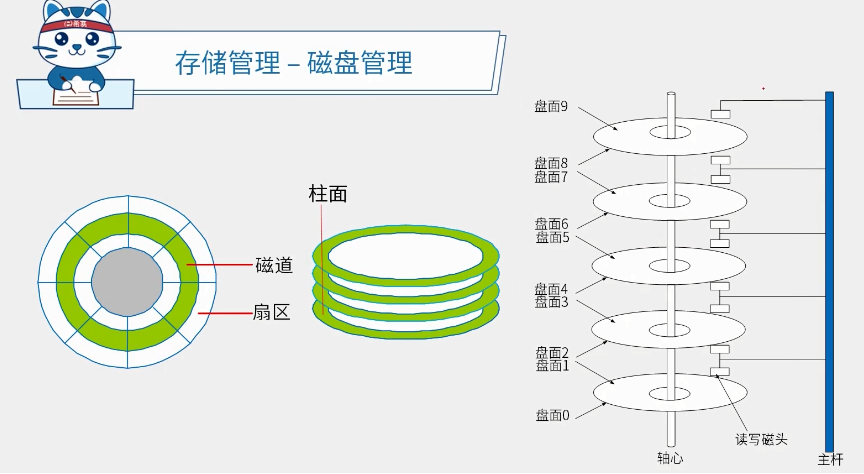 存储管理 – 磁盘管理
柱面
磁道
扇区
盘面9
盘面8
盘面7
盘面6
盘面5
盘面4
盘面3
盘面2
盘面1
盘面0
读写磁头
轴心
主杆